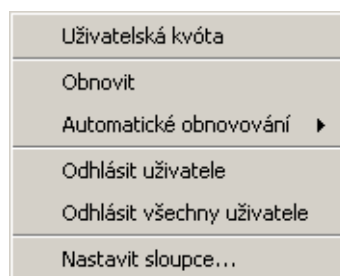 Uživatelská kvóta
Obnovit
Automatické obnovování
Odhlásit uživatele
Odhlásit všechny uživatele
Nastavit sloupce...